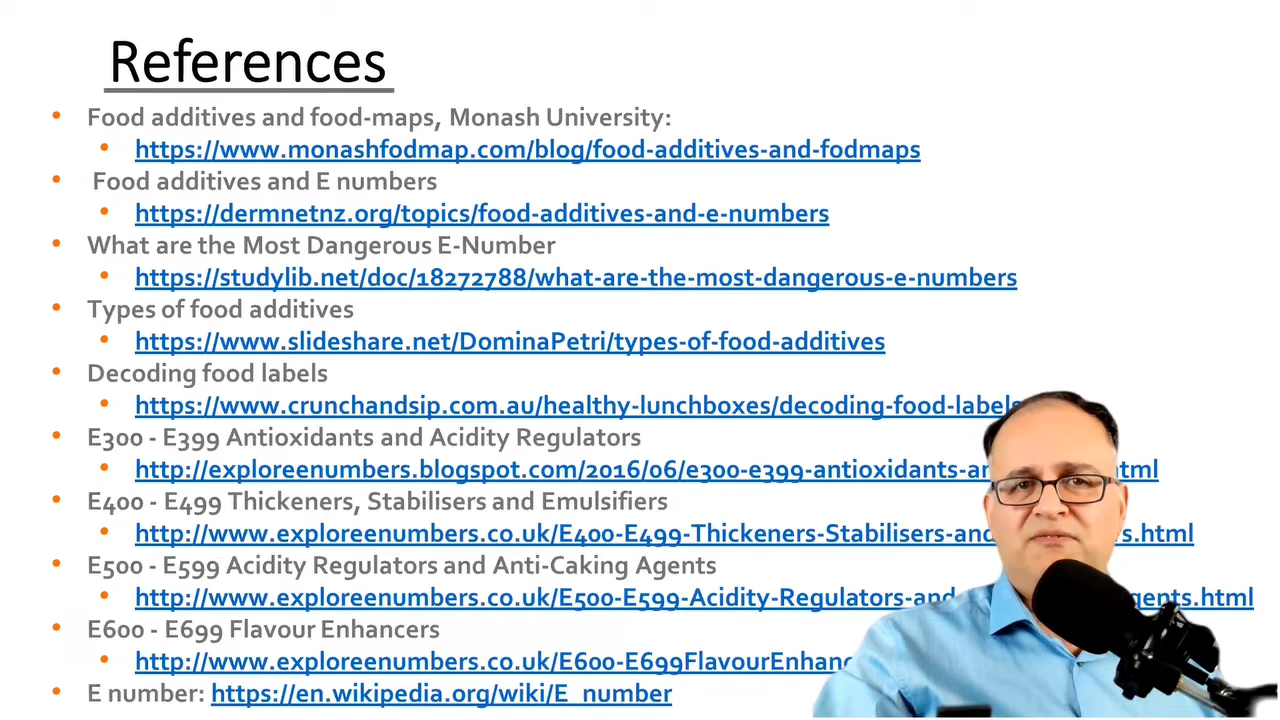 References
• Food additives and food-maps, Monash University:
• https://www.monashfodmap.com/blog/food-additives-and-fodmaps
• Food additives and E numbers
• https://dermnetnz.org/topics/food-additives-and-e-numbers
• What are the Most Dangerous E-Number
• https://studylib.net/doc/18272788/what-are-the-most-dangerous-e-numbers
• Types of food additives
• https://www.slideshare.net/DominaPetri/types-of-food-additives
• Decoding food labels
• https://www.crunchandsip.com.au/healthy-lunchboxes/decoding-food-labels
• E300 - E399 Antioxidants and Acidity Regulators
• http://exploreenumbers.blogspot.com/2016/06/e300-e399-antioxidants-a tml
• E400 - E499 Thickeners, Stabilisers and Emulsifiers
• http://www.exploreenumbers.co.uk/E400-E499-Thickeners-Stabilisers-and s.html
• E500 - E599 Acidity Regulators and Anti-Caking Agents
• http://www.exploreenumbers.co.uk/E500-E599-Acidity-Regulators-and gents.html
• E600 - E699 Flavour Enhancers
• http://www.exploreenumbers.co.uk/E600-E699FlavourEnhanc
• E number: https://en.wikipedia.org/wiki/E_number